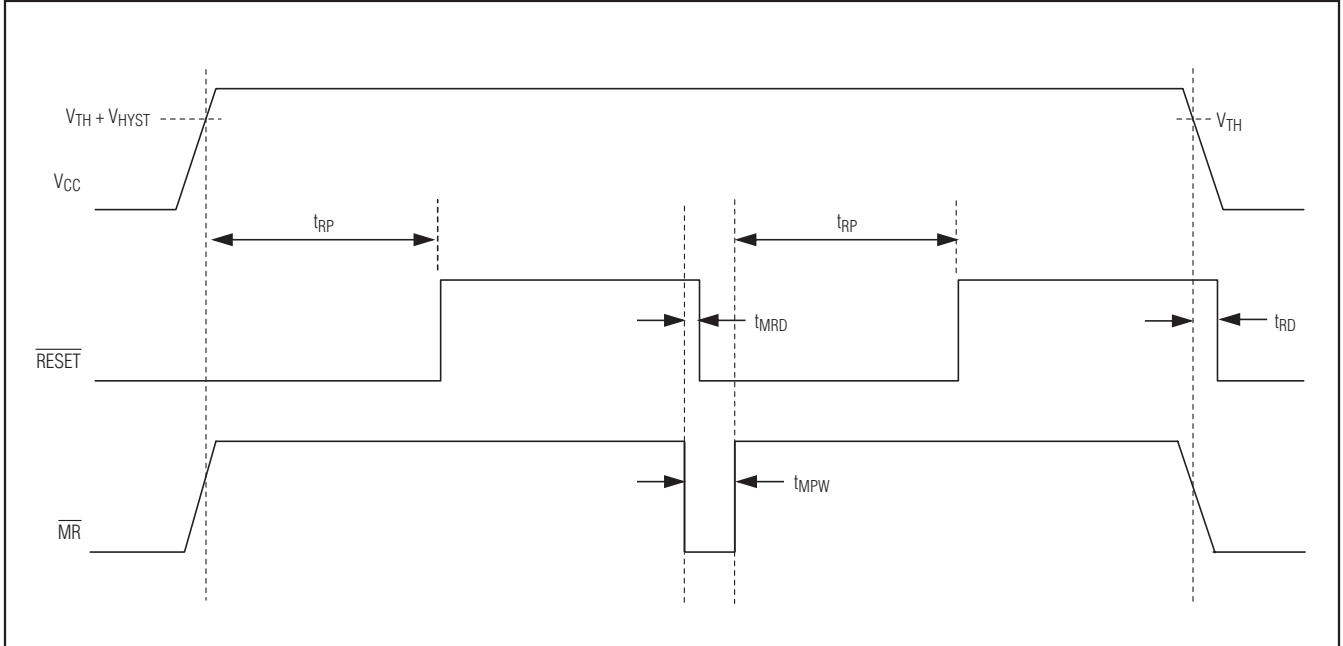 VTH + VHYST
VTH
VCC
tRP
tRP
tMRD
tRD
RESET
tMPW
MR